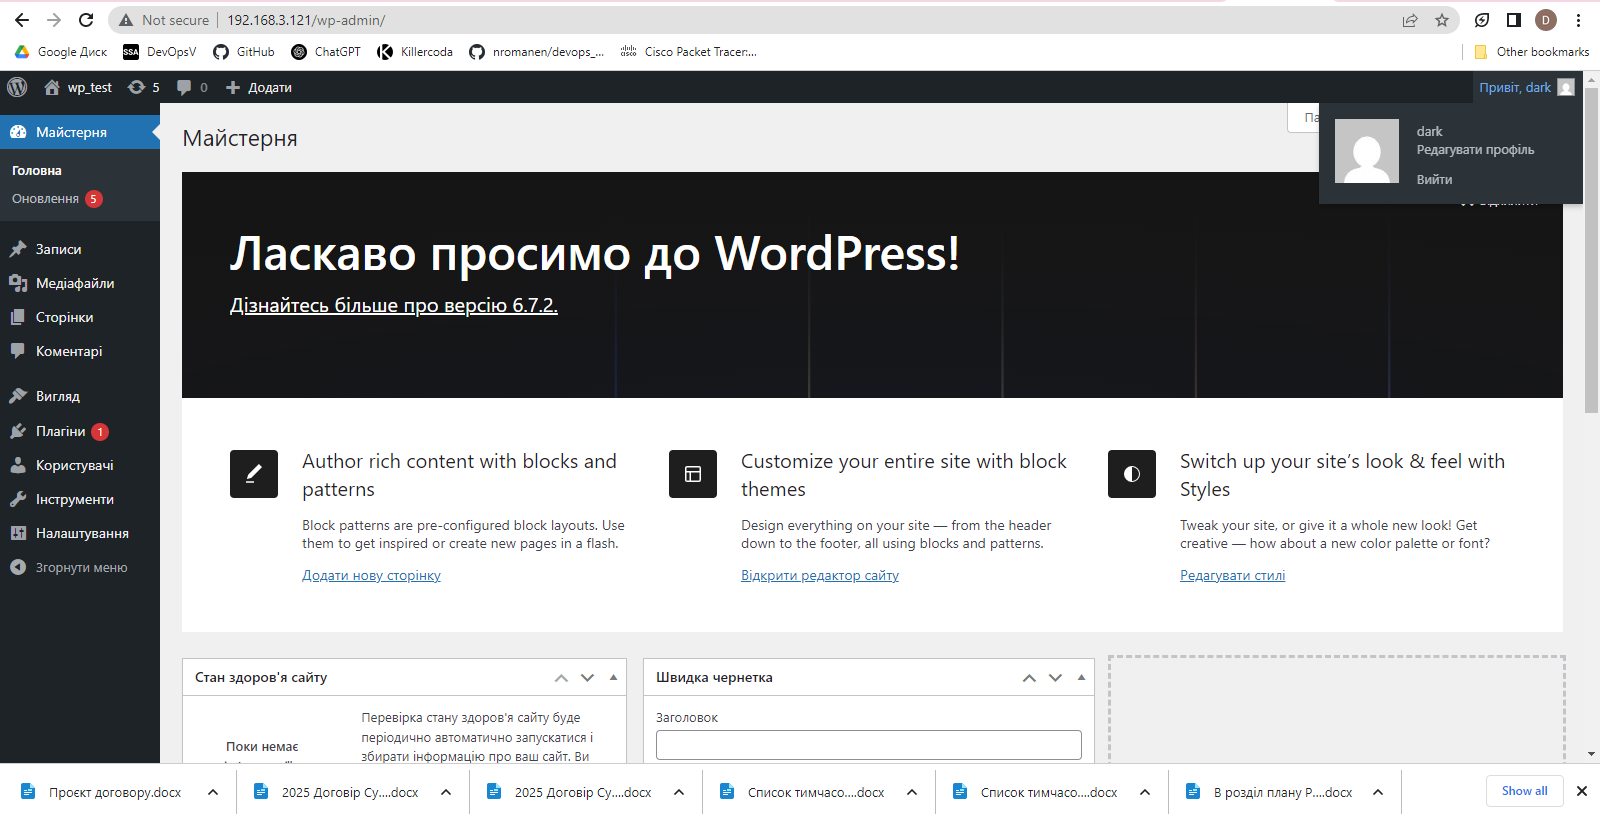 Not secure
192.168.3.121/wp-admin/
D
Google Диск
SSA
DevOpsV
GitHub
ChatGPT
Killercoda
nromanen/devops_...
cisco
Cisco Packet Tracer:...
Other bookmarks
wp_test
5
0
Додати
Привіт, dark
Майстерня
Головна
Оновлення 5
Записи
Медіафайли
Сторінки
Коментарі
Вигляд
Плагіни 1
Користувачі
Інструменти
Налаштування
Згорнути меню
Майстерня
Па
dark
Редагувати профіль
Вийти
Ласкаво просимо до WordPress!
Дізнайтесь більше про версію 6.7.2.
Author rich content with blocks and
patterns
Block patterns are pre-configured block layouts. Use
them to get inspired or create new pages in a flash.
Додати нову сторінку
Customize your entire site with block
themes
Design everything on your site — from the header
down to the footer, all using blocks and patterns.
Відкрити редактор сайту
Switch up your site’s look & feel with
Styles
Tweak your site, or give it a whole new look! Get
creative — how about a new color palette or font?
Редагувати стилі
Стан здоров'я сайту
Поки немає
Перевірка стану здоров'я сайту буде
періодично автоматично запускатися і
збирати інформацію про ваш сайт. Ви
Швидка чернетка
Заголовок
Проєкт договору.docx
2025 Договір Су....docx
2025 Договір Су....docx
Список тимчасо....docx
Список тимчасо....docx
В розділ плану Р....docx
Show all